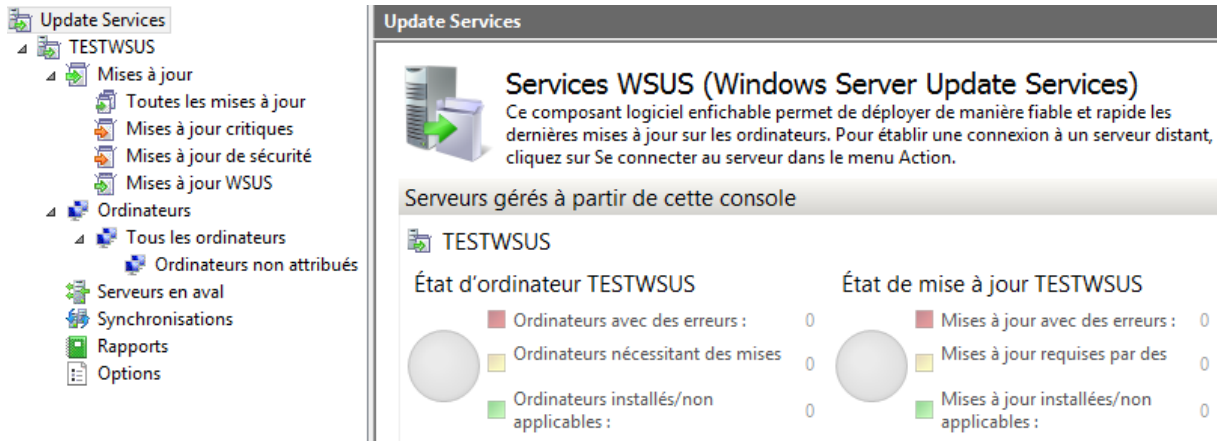 Update Services
TESTWSUS
Mises à jour
Toutes les mises à jour
Mises à jour critiques
Mises à jour de sécurité
Mises à jour WSUS
Ordinateurs
Tous les ordinateurs
Ordinateurs non attribués
Serveurs en aval
Synchronisations
Rapports
Options
Update Services
Services WSUS (Windows Server Update Services)
Ce composant logiciel enfichable permet de déployer de manière fiable et rapide les
dernières mises à jour sur les ordinateurs. Pour établir une connexion à un serveur distant,
cliquez sur Se connecter au serveur dans le menu Action.
Serveurs gérés à partir de cette console
TESTWSUS
État d'ordinateur TESTWSUS
Ordinateurs avec des erreurs : 0
Ordinateurs nécessitant des mises 0
Ordinateurs installés/non
applicables : 0
État de mise à jour TESTWSUS
Mises à jour avec des erreurs : 0
Mises à jour requises par des 0
Mises à jour installées/non
applicables : 0